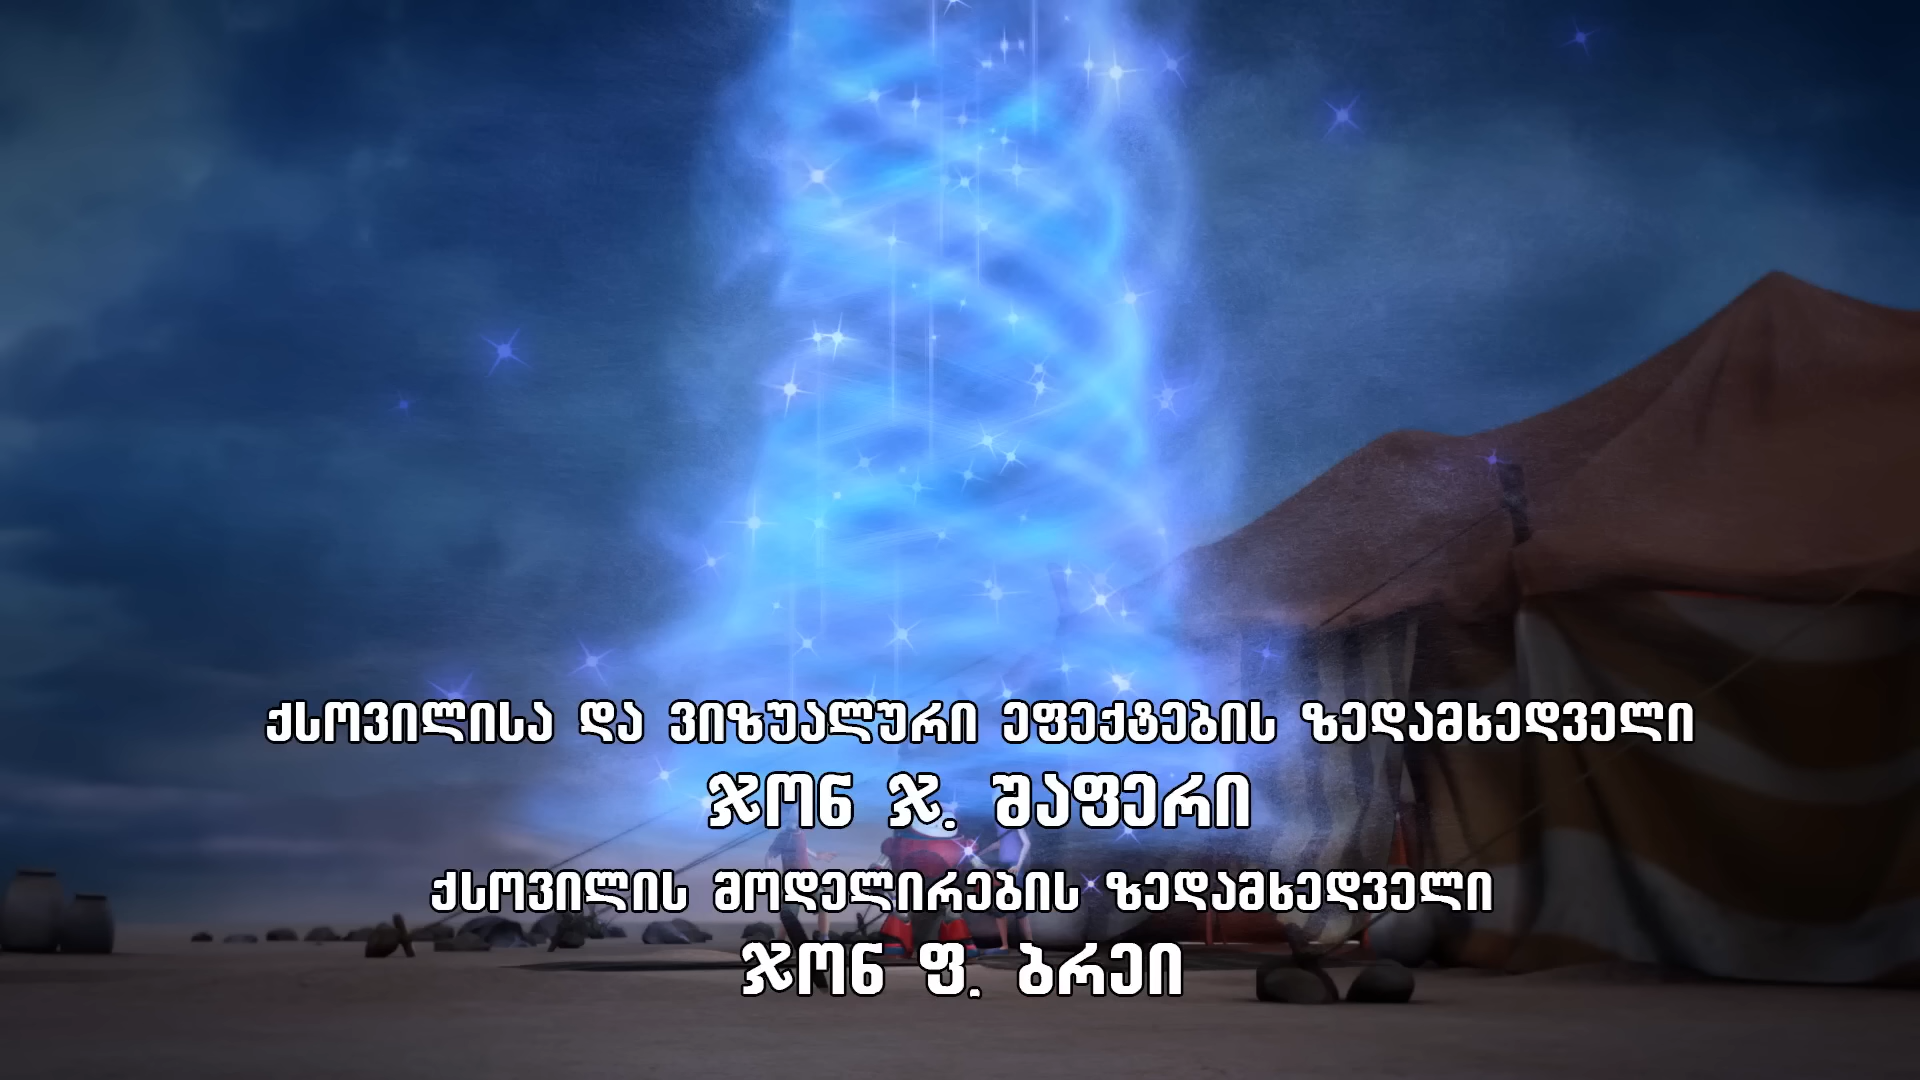 ქსოვილისა და ვიზუალური ეფექტების ზედამხედველი
ჯონ ჯ. შაფერი
ქსოვილის მოდელირების ზედამხედველი
ჯონ ფ. ბრეი